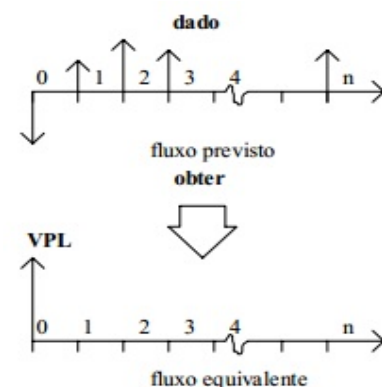 dado
0 1 2 3 4 n
fluxo previsto
obter
VPL
0 1 2 3 4 n
fluxo equivalente